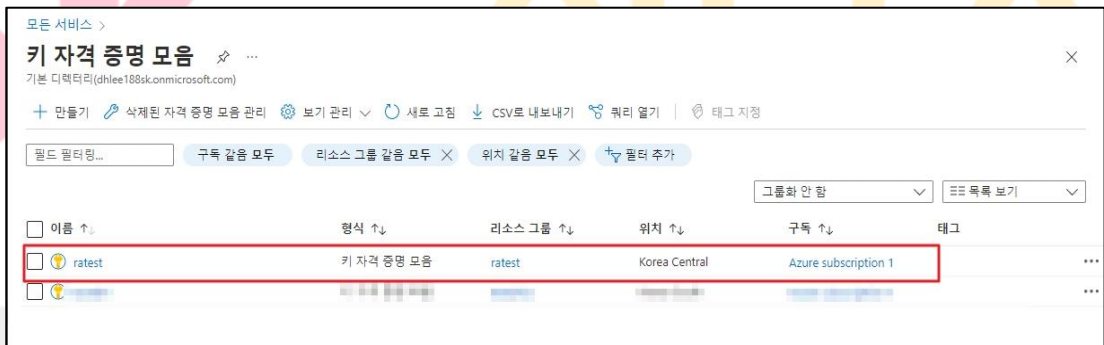 모든 서비스 >
키 자격 증명 모음 ...
기본 디렉터리(dhlee188sk.onmicrosoft.com)
+ 만들기 삭제된 자격 증명 모음 관리 보기 관리 새로 고침 CSV로 내보내기 쿼리 열기 | 태그 지정
필드 필터링... 구독 같음 모두 리소스 그룹 같음 모두 × 위치 같음 모두 × 필터 추가
그룹화 안 함 목록 보기
이름 ↑↓ 형식 ↑↓ 리소스 그룹 ↑↓ 위치 ↑↓ 구독 ↑↓ 태그
ratest 키 자격 증명 모음 ratest Korea Central Azure subscription 1 ...